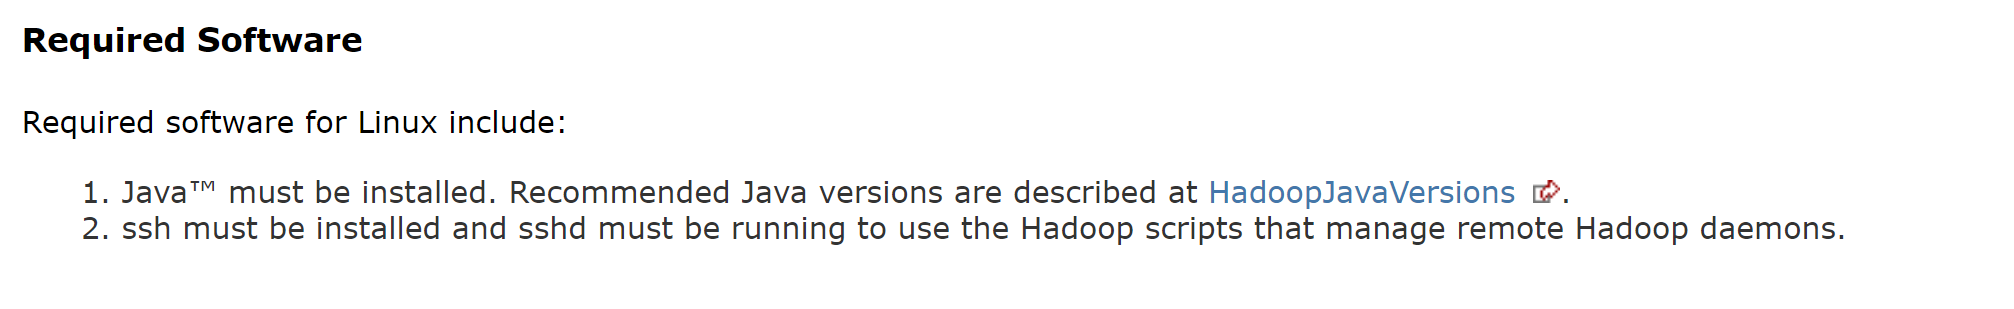 Required Software
Required software for Linux include:
1. Java™ must be installed. Recommended Java versions are described at HadoopJavaVersions .
2. ssh must be installed and sshd must be running to use the Hadoop scripts that manage remote Hadoop daemons.